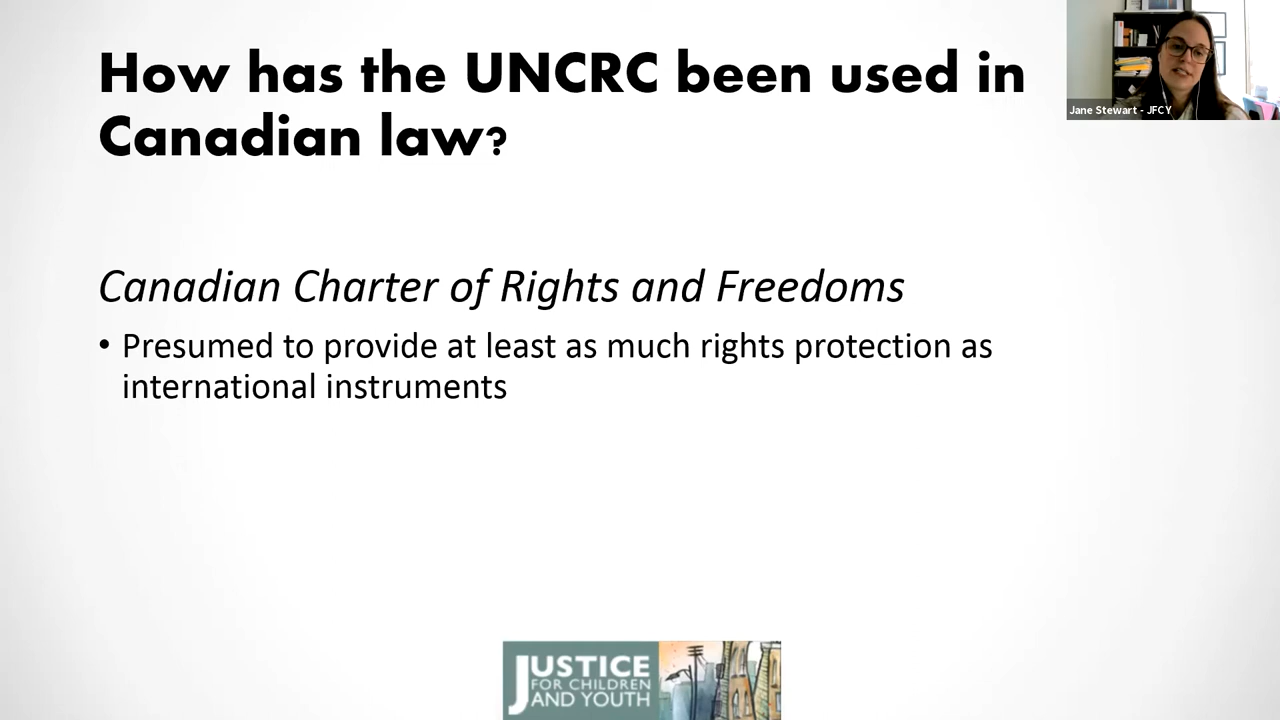 How has the UNCRC been used in
Canadian law?
Jane Stewart - JFCY
Canadian Charter of Rights and Freedoms
• Presumed to provide at least as much rights protection as
international instruments
JUSTICE
FOR CHILDREN
AND YOUTH